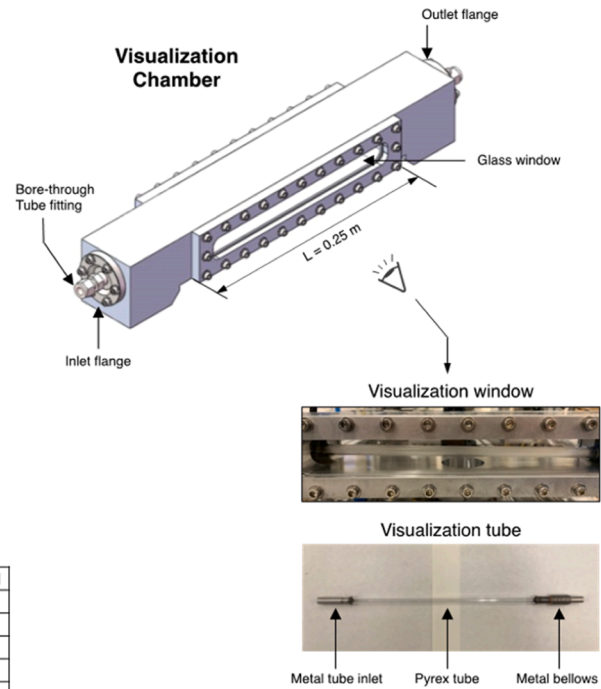 Outlet flange
Visualization
Chamber
Glass window
Bore-through
Tube fitting
L = 0.25 m
Inlet flange
Visualization window
Visualization tube
Metal tube inlet
Pyrex tube
Metal bellows